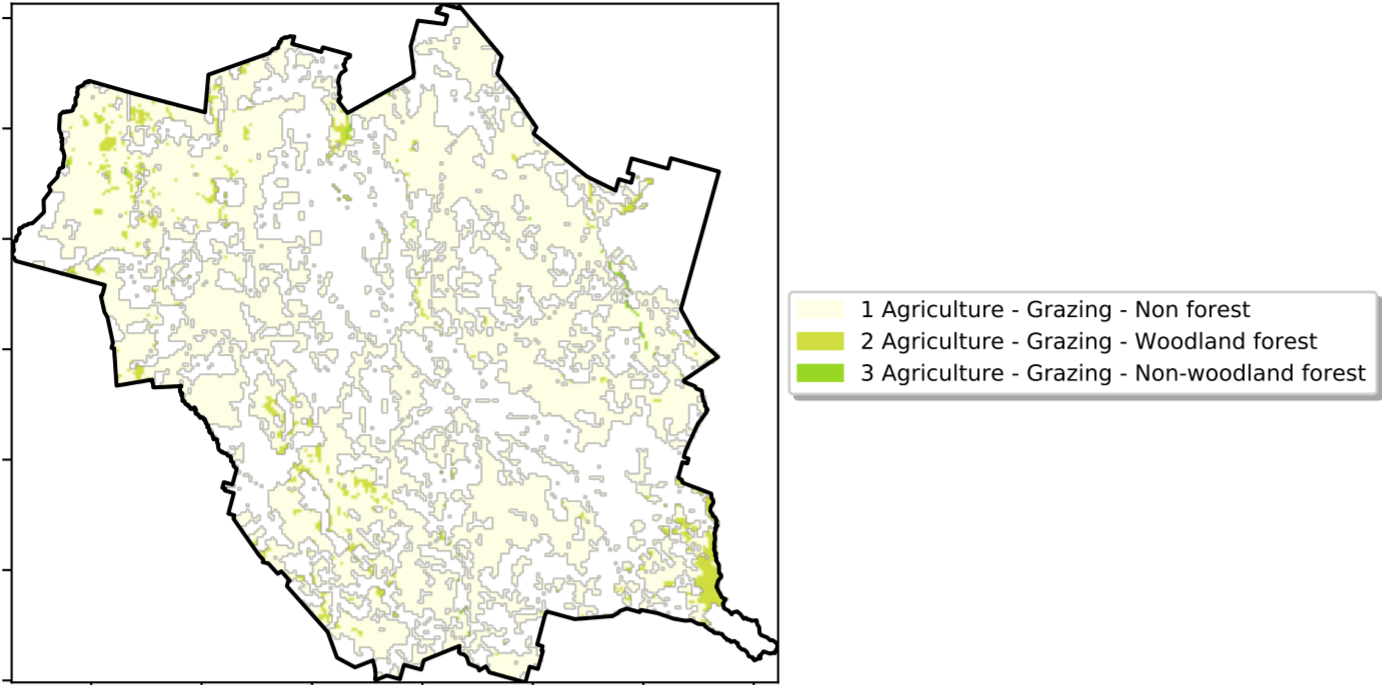 1 Agriculture - Grazing - Non forest
2 Agriculture - Grazing - Woodland forest
3 Agriculture - Grazing - Non-woodland forest